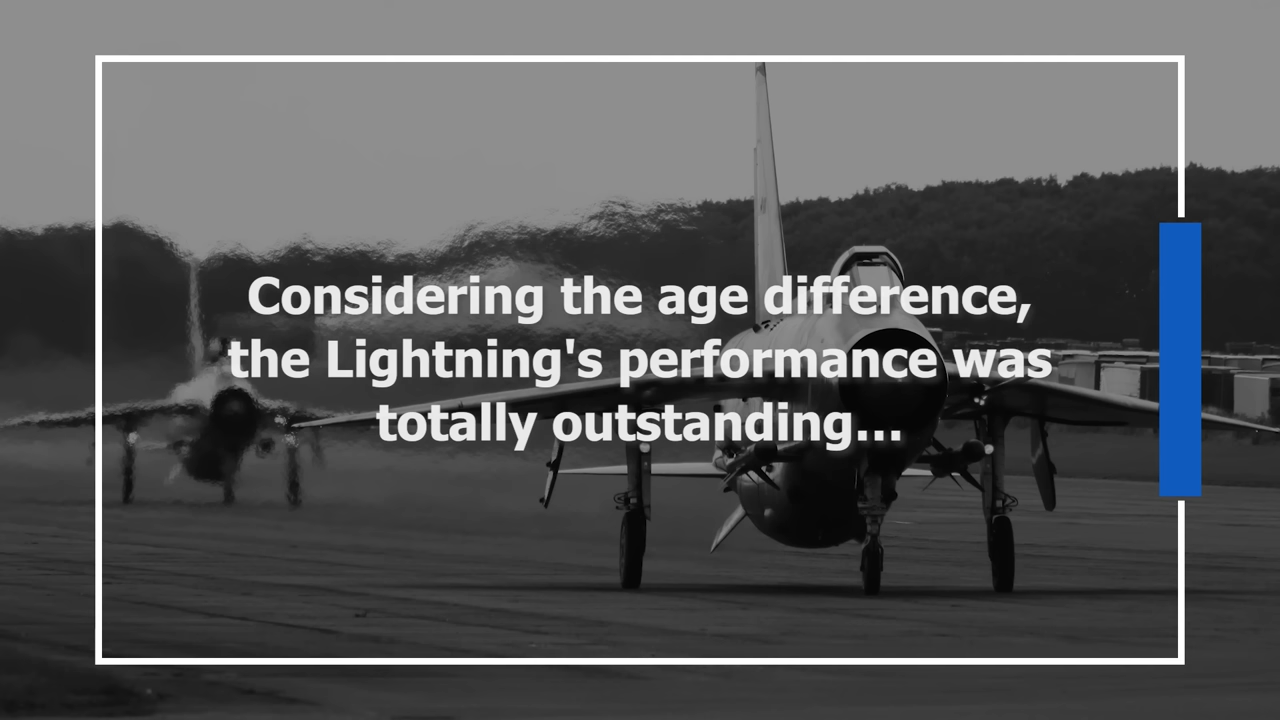 Considering the age difference,
the Lightning's performance was
totally outstanding...